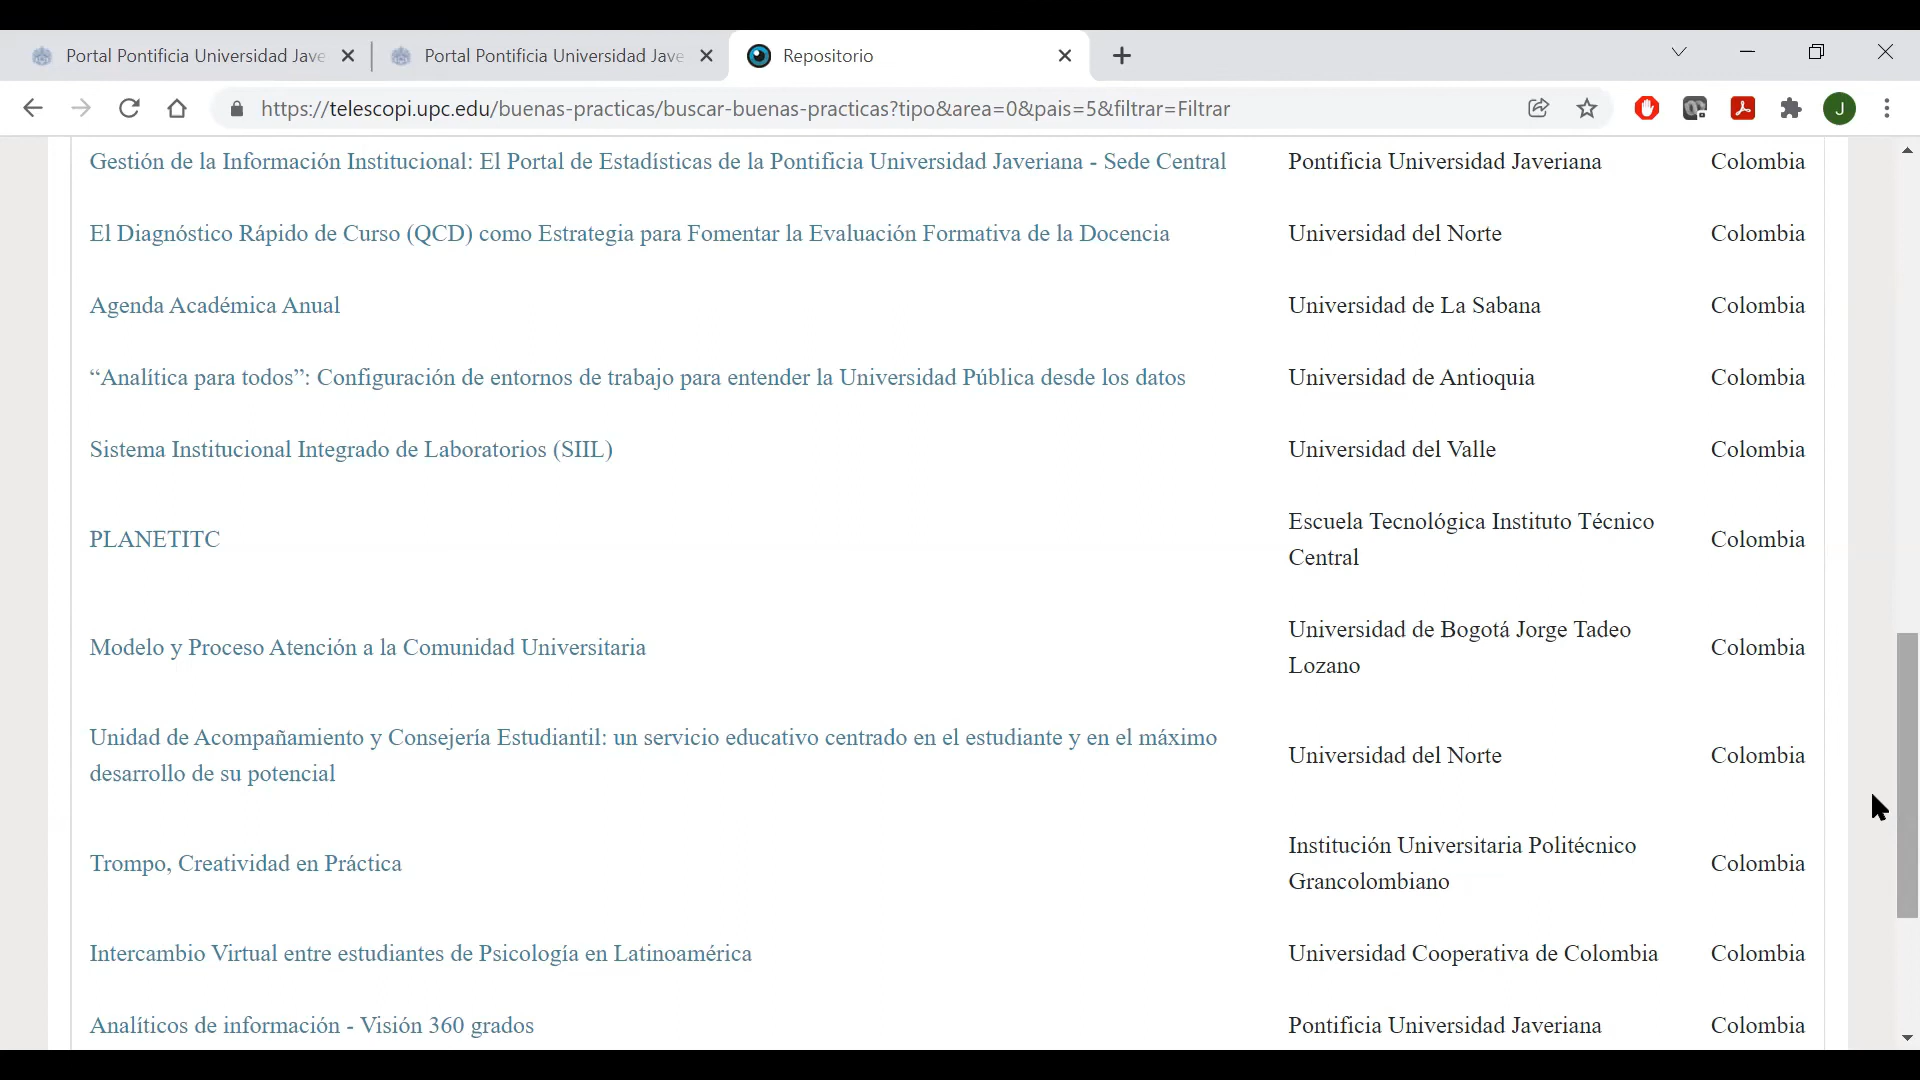 Portal Pontificia Universidad Jave
Portal Pontificia Universidad Jave
Repositorio
https://telescopi.upc.edu/buenas-practicas/buscar-buenas-practicas?tipo&area=0&pais=5&filtrar=Filtrar
J
Gestión de la Información Institucional: El Portal de Estadísticas de la Pontificia Universidad Javeriana - Sede Central
Pontificia Universidad Javeriana
Colombia
El Diagnóstico Rápido de Curso (QCD) como Estrategia para Fomentar la Evaluación Formativa de la Docencia
Universidad del Norte
Colombia
Agenda Académica Anual
Universidad de La Sabana
Colombia
“Analítica para todos”: Configuración de entornos de trabajo para entender la Universidad Pública desde los datos
Universidad de Antioquia
Colombia
Sistema Institucional Integrado de Laboratorios (SIIL)
Universidad del Valle
Colombia
PLANETITC
Escuela Tecnológica Instituto Técnico
Central
Colombia
Modelo y Proceso Atención a la Comunidad Universitaria
Universidad de Bogotá Jorge Tadeo
Lozano
Colombia
Unidad de Acompañamiento y Consejería Estudiantil: un servicio educativo centrado en el estudiante y en el máximo
desarrollo de su potencial
Universidad del Norte
Colombia
Trompo, Creatividad en Práctica
Institución Universitaria Politécnico
Grancolombiano
Colombia
Intercambio Virtual entre estudiantes de Psicología en Latinoamérica
Universidad Cooperativa de Colombia
Colombia
Analíticos de información - Visión 360 grados
Pontificia Universidad Javeriana
Colombia